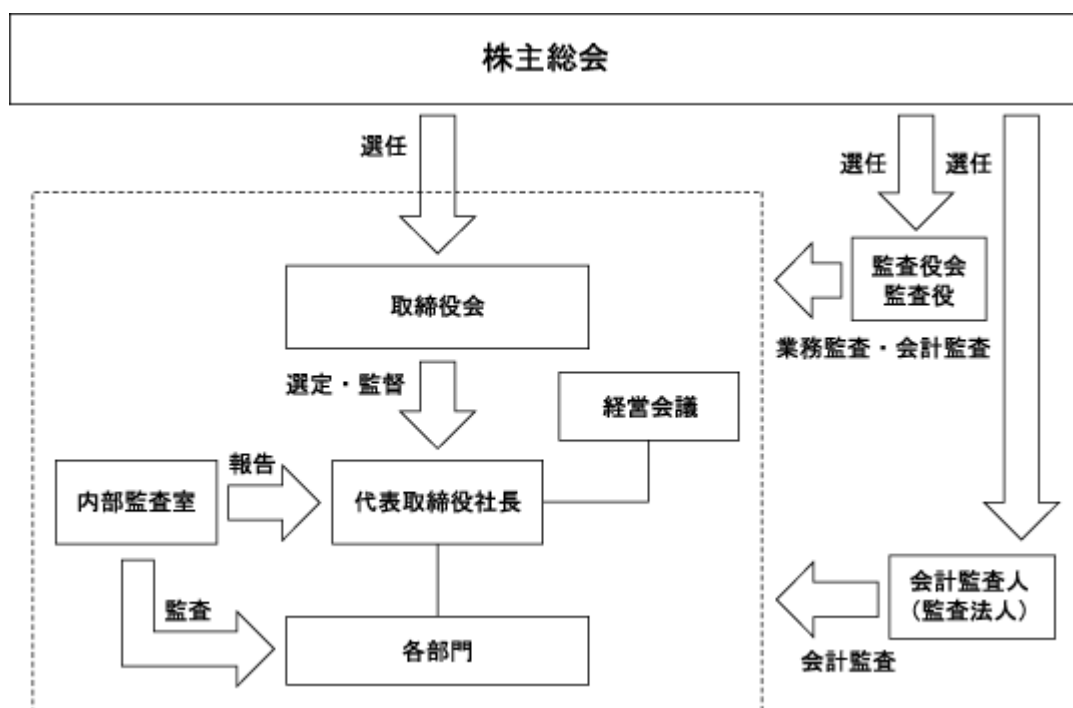 株主総会
選任
選任
選任
監査役会
監査役
取締役会
業務監査・会計監査
選定・監督
経営会議
報告
内部監査室
代表取締役社長
会計監査人
（監査法人）
監査
各部門
会計監査